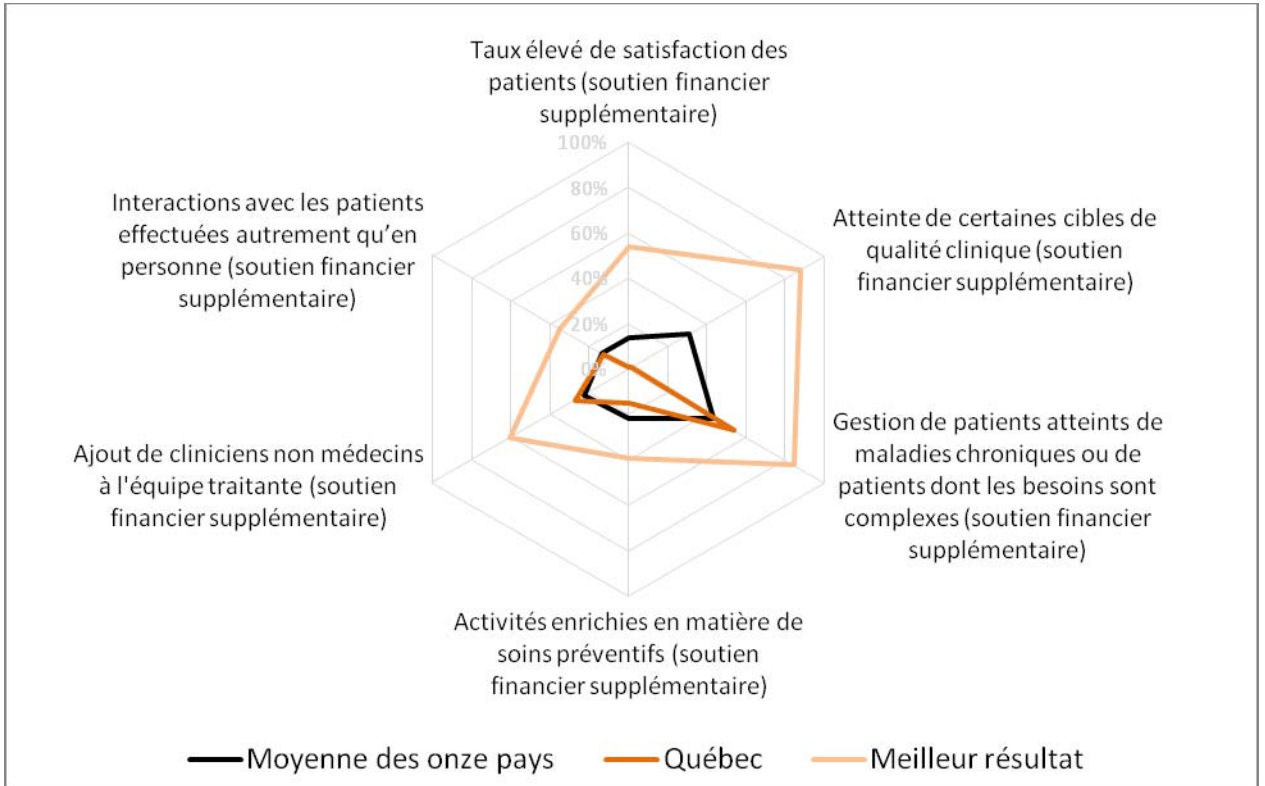 Taux élevé de satisfaction des
patients (soutien financier
supplémentaire)
100%
80%
60%
40%
20%
0%
Atteinte de certaines cibles de
qualité clinique (soutien
financier supplémentaire)
Gestion de patients atteints de
maladies chroniques ou de
patients dont les besoins sont
complexes (soutien financier
supplémentaire)
Activités enrichies en matière de
soins préventifs (soutien
financier supplémentaire)
Ajout de cliniciens non médecins
à l'équipe traitante (soutien
financier supplémentaire)
Interactions avec les patients
effectuées autrement qu’en
personne (soutien financier
supplémentaire)
Moyenne des onze pays
Québec
Meilleur résultat